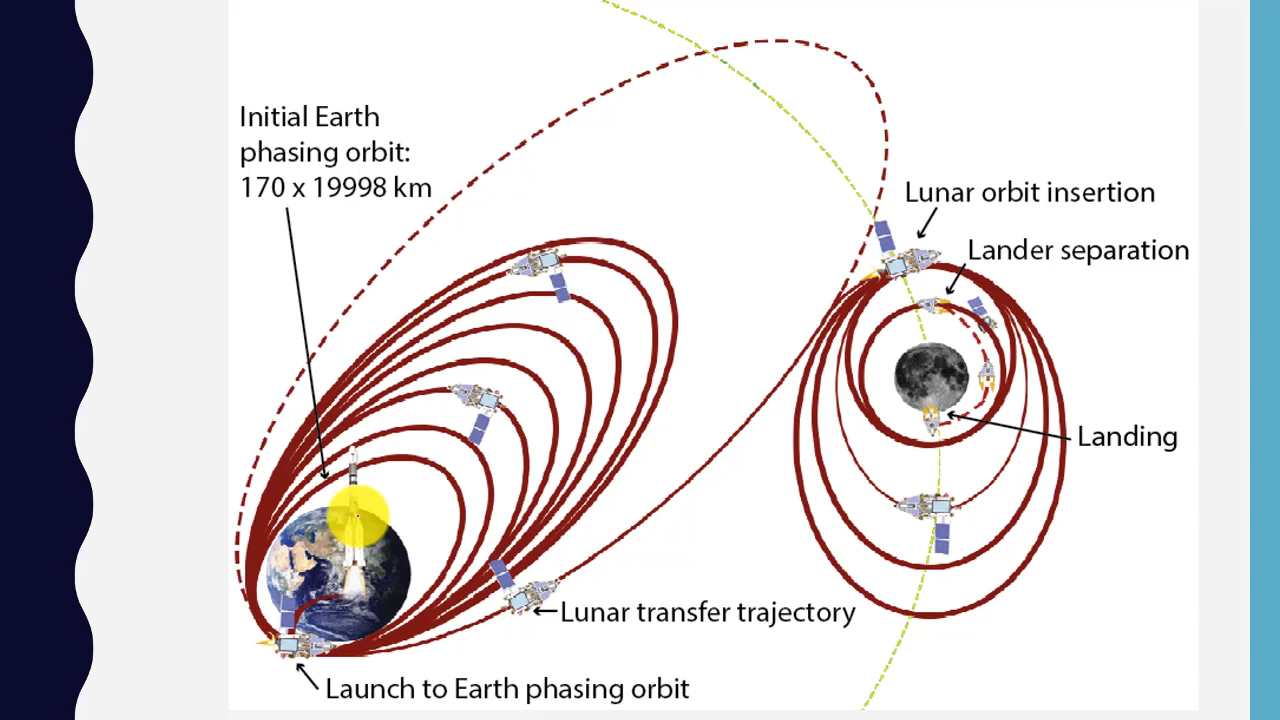 Initial Earth
phasing orbit:
170 x 19998 km
Lunar orbit insertion
Lander separation
Landing
Lunar transfer trajectory
Launch to Earth phasing orbit